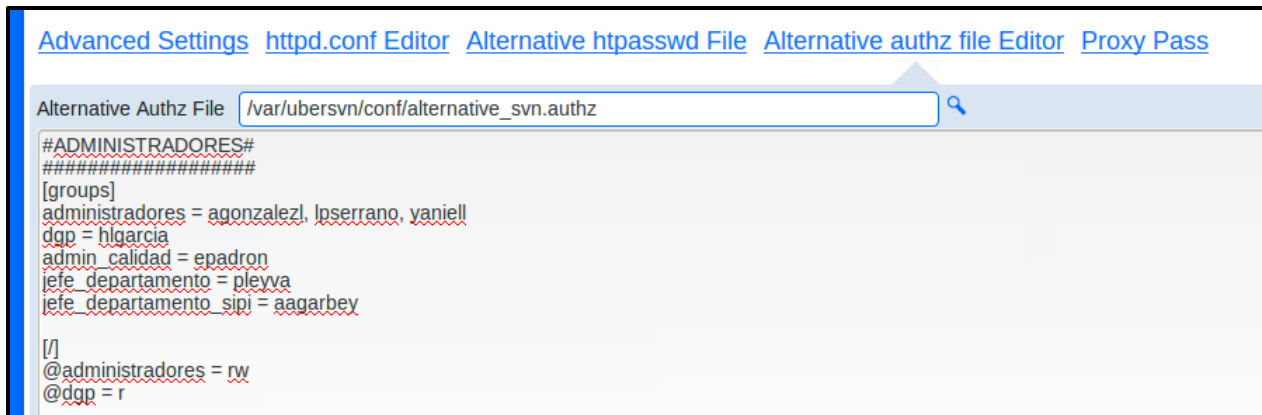 Advanced Settings httpd.conf Editor Alternative htpasswd File Alternative authz file Editor Proxy Pass
Alternative Authz File /var/ubersvn/conf/alternative_svn.authz
#ADMINISTRADORES#
###################
[groups]
administradores = agonzalezl, lpserrano, yaniell
dgp = hlgarcia
admin_calidad = epadron
jefe_departamento = pleyva
jefe_departamento_sipi = aagarbey
[/]
@administradores = rw
@dgp = r